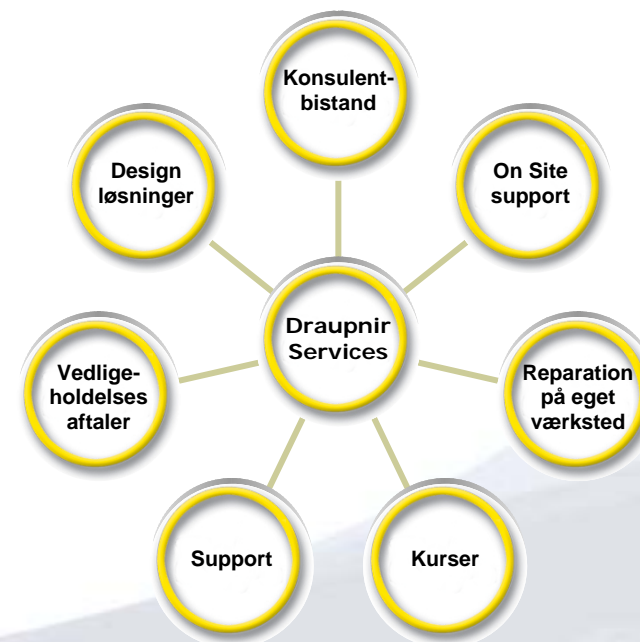 Konsulent-
bistand
On Site
support
Reparation
på eget
værksted
Kurser
Support
Vedlige-
holdelses
aftaler
Design
løsninger
Draupnir
Services